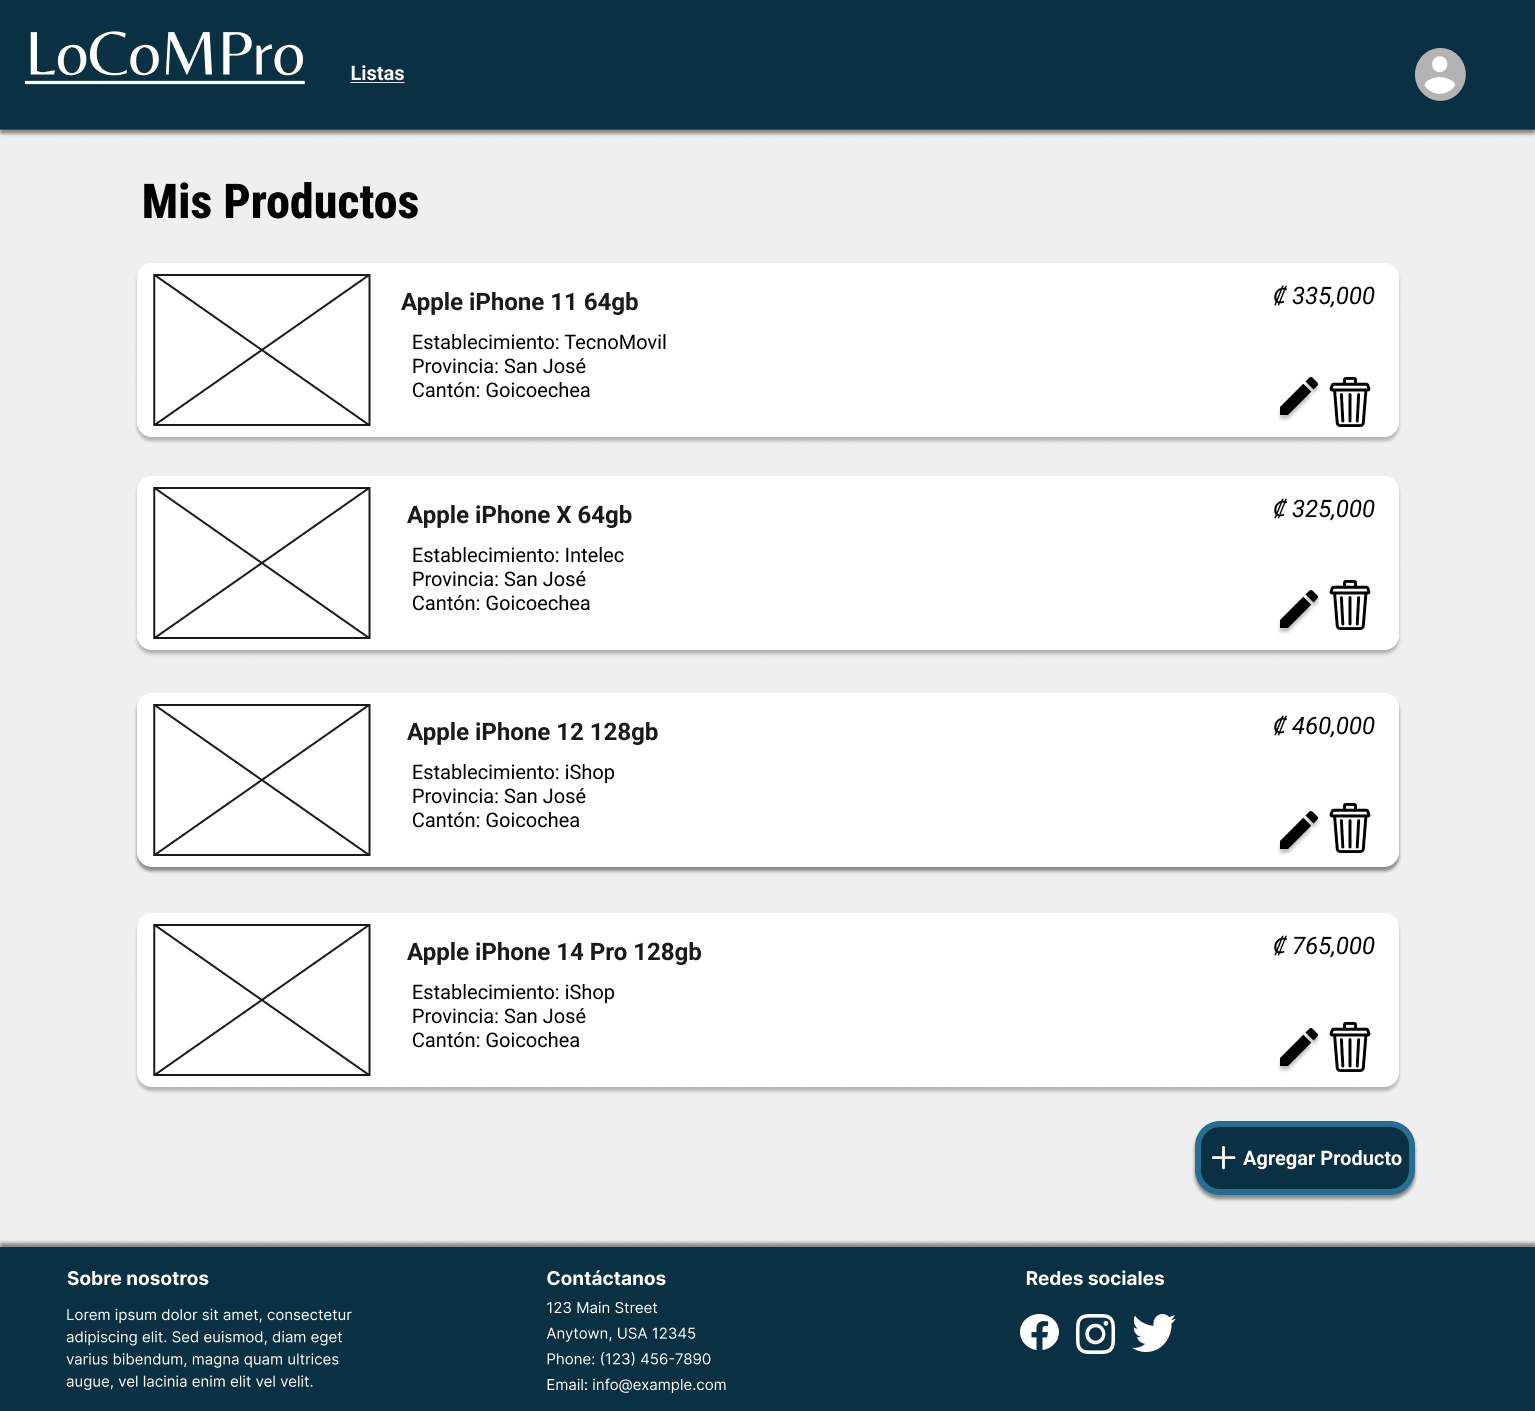 LoCoMPro
Listas
Mis Productos
Apple iPhone 11 64gb
₡ 335,000
Establecimiento: TecnoMovil
Provincia: San José
Cantón: Goicoechea
Apple iPhone X 64gb
₡ 325,000
Establecimiento: Intelec
Provincia: San José
Cantón: Goicoechea
Apple iPhone 12 128gb
₡ 460,000
Establecimiento: iShop
Provincia: San José
Cantón: Goicochea
Apple iPhone 14 Pro 128gb
₡ 765,000
Establecimiento: iShop
Provincia: San José
Cantón: Goicochea
Agregar Producto
Sobre nosotros
Lorem ipsum dolor sit amet, consectetur
adipiscing elit. Sed euismod, diam eget
varius bibendum, magna quam ultrices
augue, vel lacinia enim elit vel velit.
Contáctanos
123 Main Street
Anytown, USA 12345
Phone: (123) 456-7890
Email: info@example.com
Redes sociales